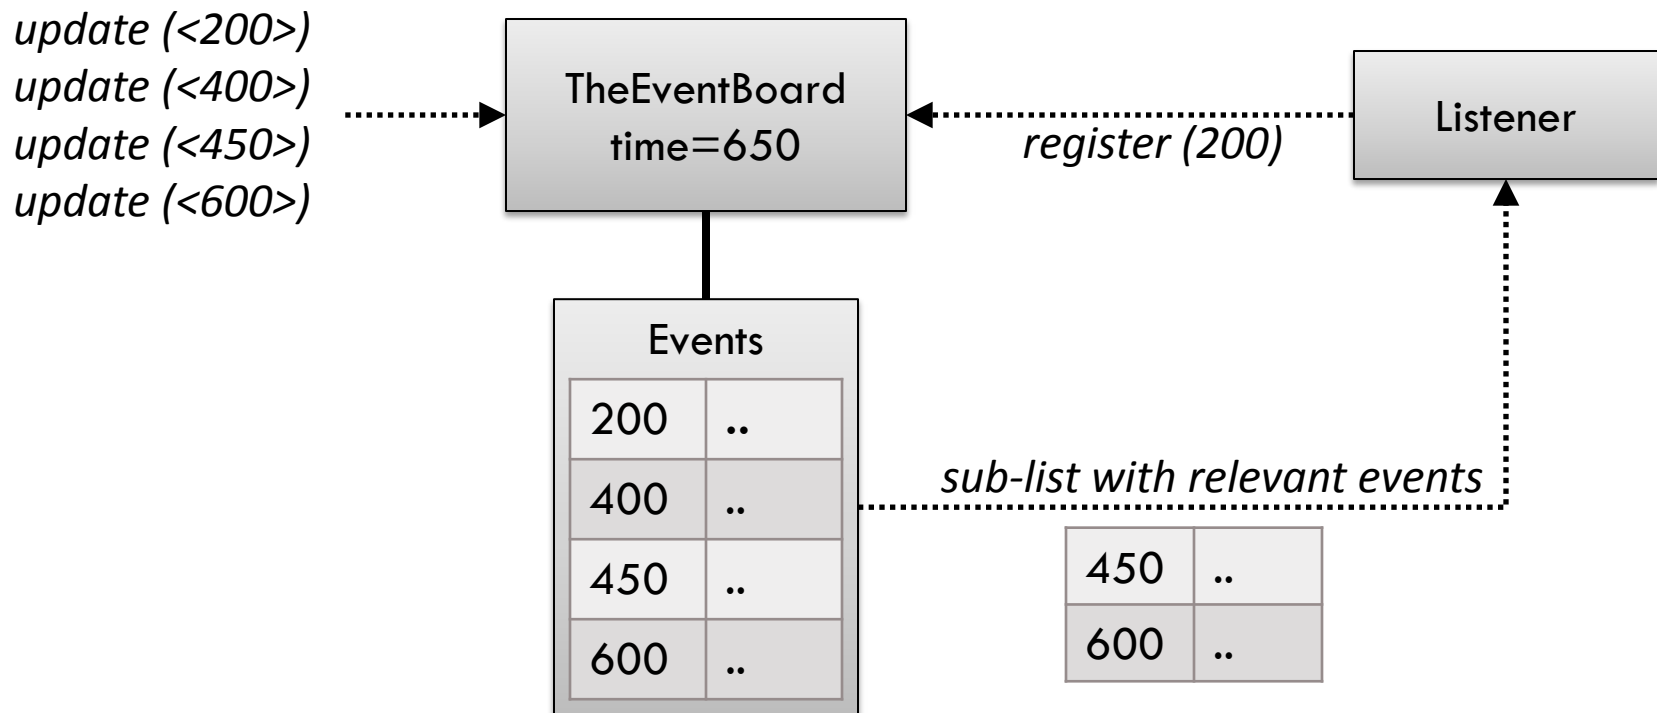 update (<200>)
update (<400>)
update (<450>)
update (<600>)
TheEventBoard
time=650
register (200)
Listener
Events
200 ..
400 ..
450 ..
600 ..
sub-list with relevant events
450 ..
600 ..